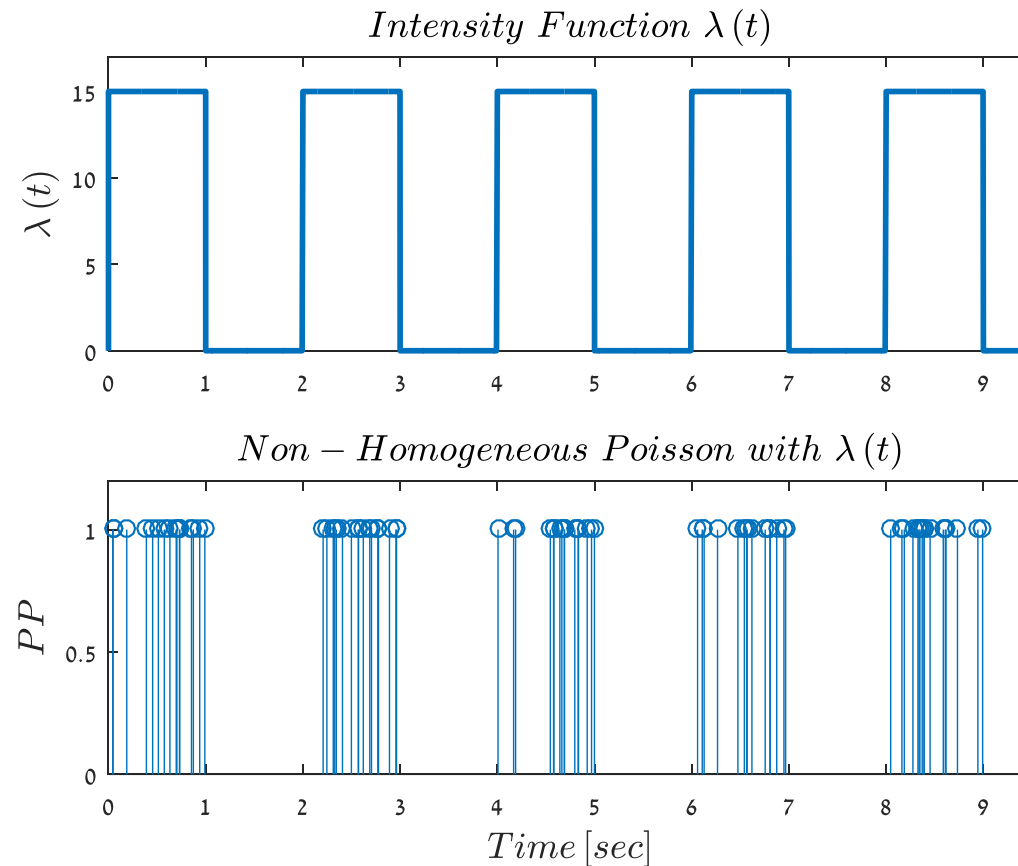 Intensity Function λ (t)
15
10
5
0
λ (t)
0 1 2 3 4 5 6 7 8 9
Non − Homogeneous Poisson with λ (t)
1
0.5
0
PP
0 1 2 3 4 5 6 7 8 9
Time [sec]